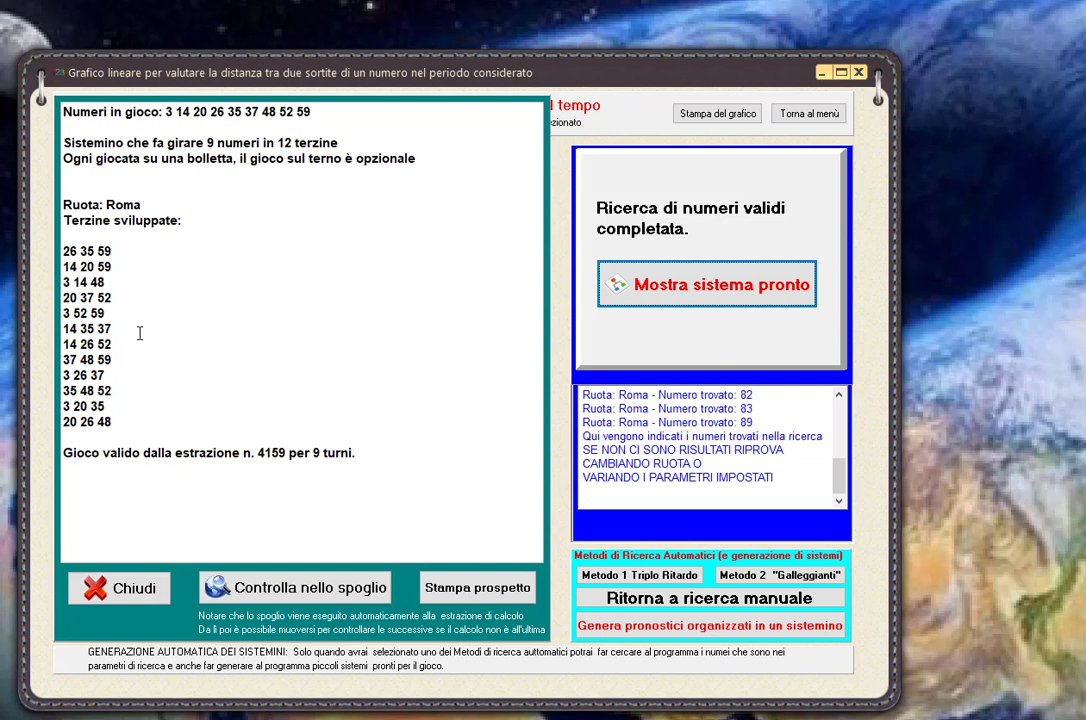 123 Grafico lineare per valutare la distanza tra due sortite di un numero nel periodo considerato
l tempo
ezionato
Stampa del grafico
Torna al menù
Numeri in gioco: 3 14 20 26 35 37 48 52 59
Sistemino che fa girare 9 numeri in 12 terzine
Ogni giocata su una bolletta, il gioco sul terno è opzionale
Ruota: Roma
Terzine sviluppate:
26 35 59
14 20 59
3 14 48
20 37 52
3 52 59
14 35 37
14 26 52
37 48 59
3 26 37
35 48 52
3 20 35
20 26 48
Gioco valido dalla estrazione n. 4159 per 9 turni.
Chiudi
Controlla nello spoglio
Stampa prospetto
Notare che lo spoglio viene eseguito automaticamente alla estrazione di calcolo
Da lì poi è possibile muoversi per controllare le successive se il calcolo non è all'ultima
Ricerca di numeri validi
completata.
Mostra sistema pronto
Ruota: Roma - Numero trovato: 82
Ruota: Roma - Numero trovato: 83
Ruota: Roma - Numero trovato: 89
Qui vengono indicati i numeri trovati nella ricerca
SE NON CI SONO RISULTATI RIPROVA
CAMBIANDO RUOTA O
VARIANDO I PARAMETRI IMPOSTATI
Metodi di Ricerca Automatici (e generazione di sistemi)
Metodo 1 Triplo Ritardo
Metodo 2 "Galleggianti"
Ritorna a ricerca manuale
Genera pronostici organizzati in un sistemino
GENERAZIONE AUTOMATICA DEI SISTEMINI: Solo quando avrai selezionato uno dei Metodi di ricerca auttomatici potrai far cercare al programma i numei che sono nei
parametri di ricerca e anche far generare al programma piccoli sistemi pronti per il gioco.